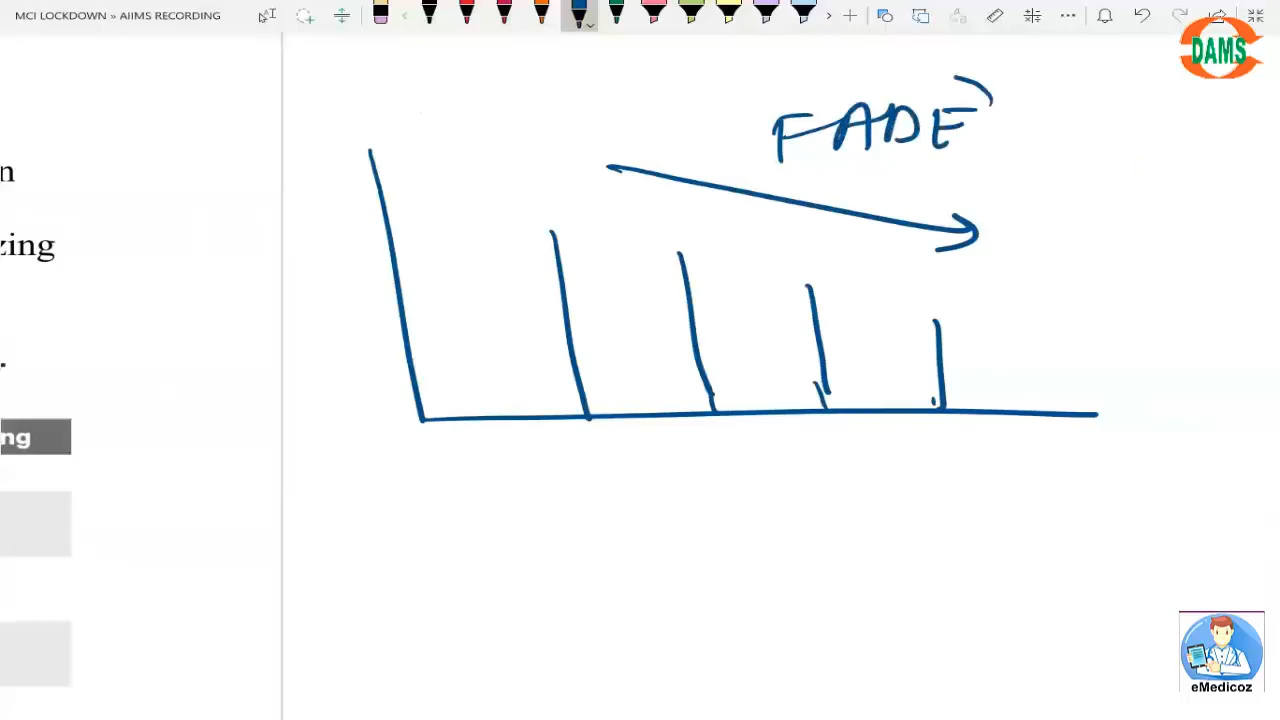 MCI LOCKDOWN » AIIMS RECORDING
DAMS
FADE
n
zing
ng
eMedicoz